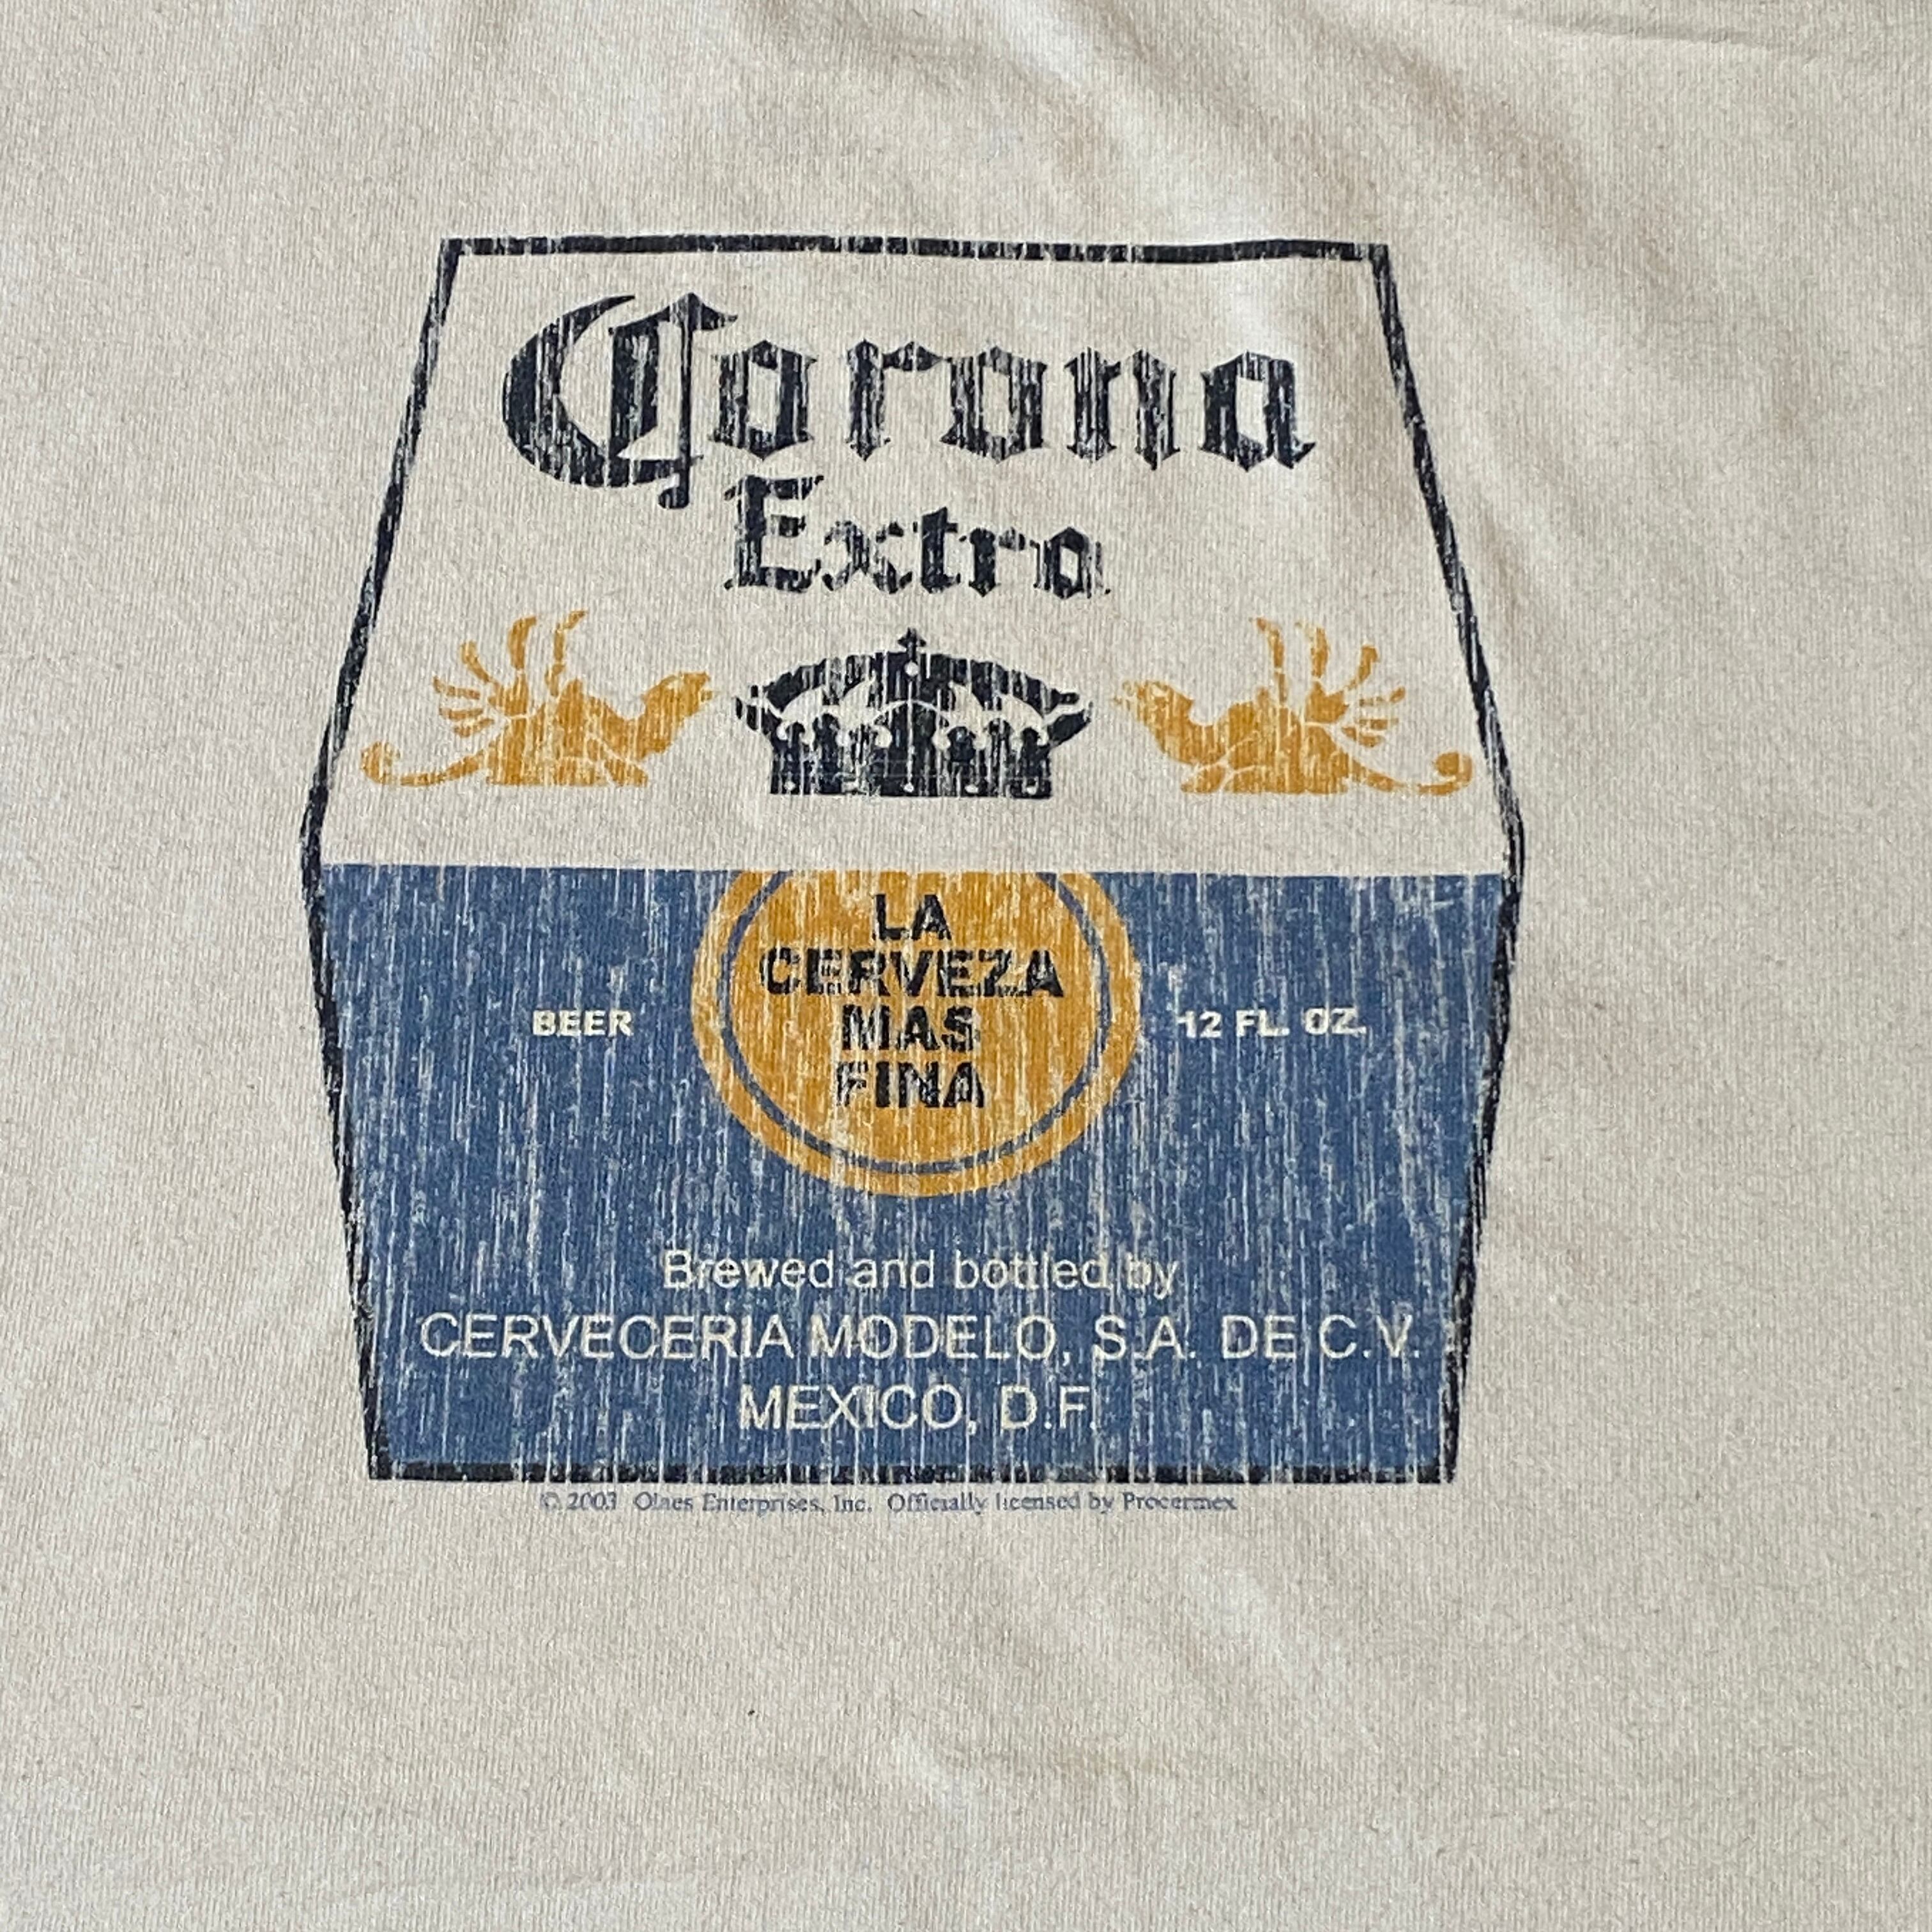 Corona
Extra
LA
CERVEZA
MAS
FINA
BEER
12 FL. OZ.
Brewed and bottled by
CERVECERIA MODELO, S.A. DE C.V.
MEXICO, D.F.
© 2003 Olaes Enterprises, Inc. Officially licensed by Procermex